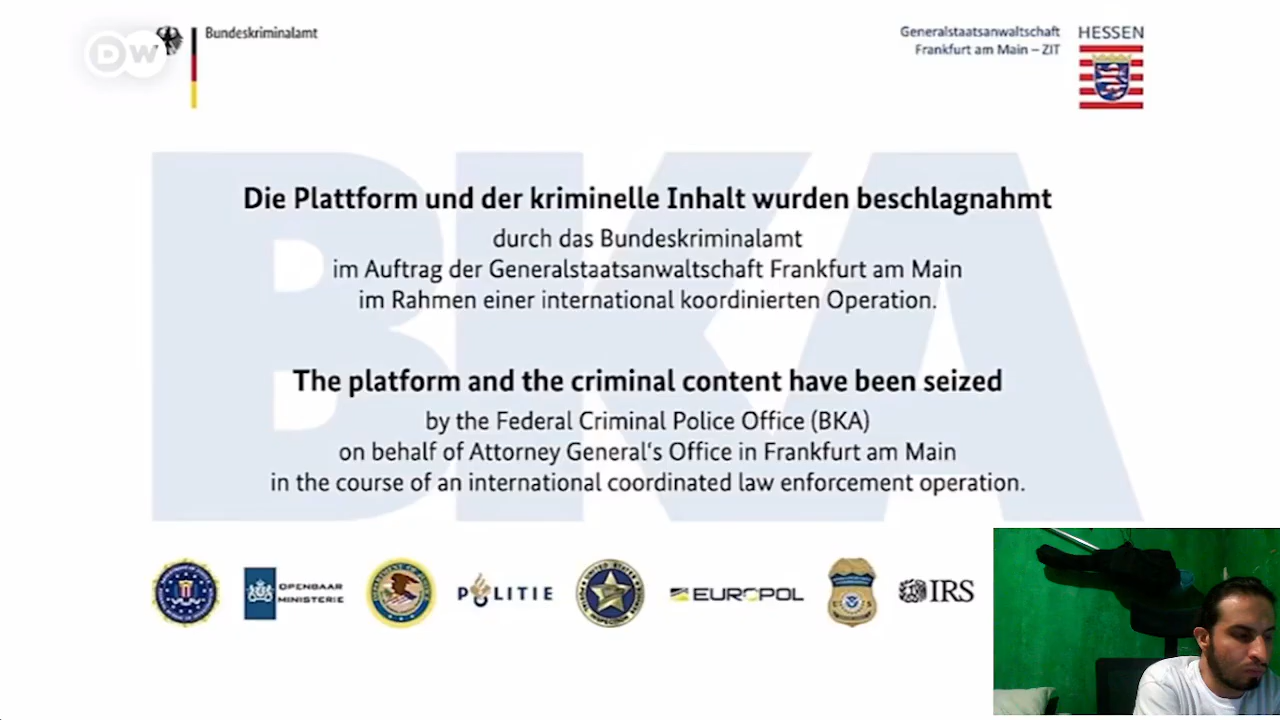 DW
Bundeskriminalamt
Generalstaatsanwaltschaft
Frankfurt am Main – ZIT
HESSEN
BKA
Die Plattform und der kriminelle Inhalt wurden beschlagnahmt
durch das Bundeskriminalamt
im Auftrag der Generalstaatsanwaltschaft Frankfurt am Main
im Rahmen einer international koordinierten Operation.
The platform and the criminal content have been seized
by the Federal Criminal Police Office (BKA)
on behalf of Attorney General‘s Office in Frankfurt am Main
in the course of an international coordinated law enforcement operation.
OPENBAAR
MINISTERIE
POLITIE
EUROPOL
IRS